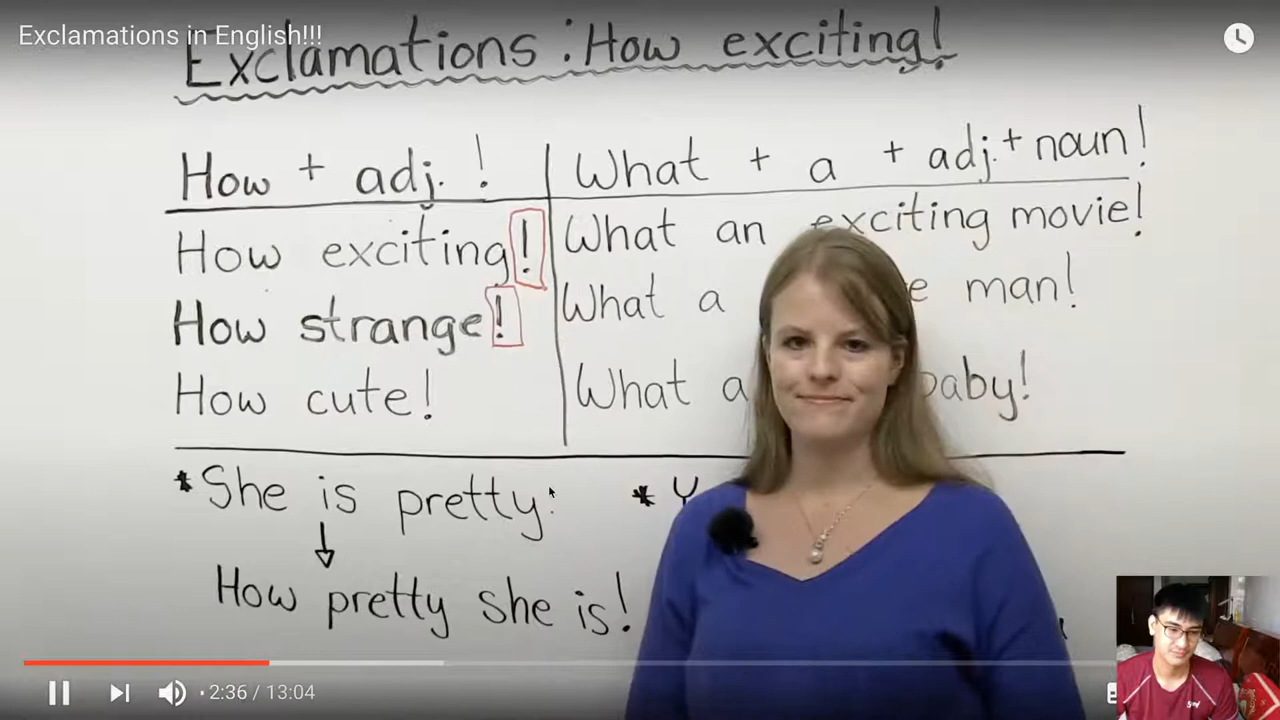 Exclamations in English!!!
Exclamations : How exciting!
How + adj. !
What + a + adj. + noun!
How exciting!
What an exciting movie!
How strange!
What a man!
How cute!
What a baby!
*She is pretty.
* Y
How pretty she is!
2:36 / 13:04